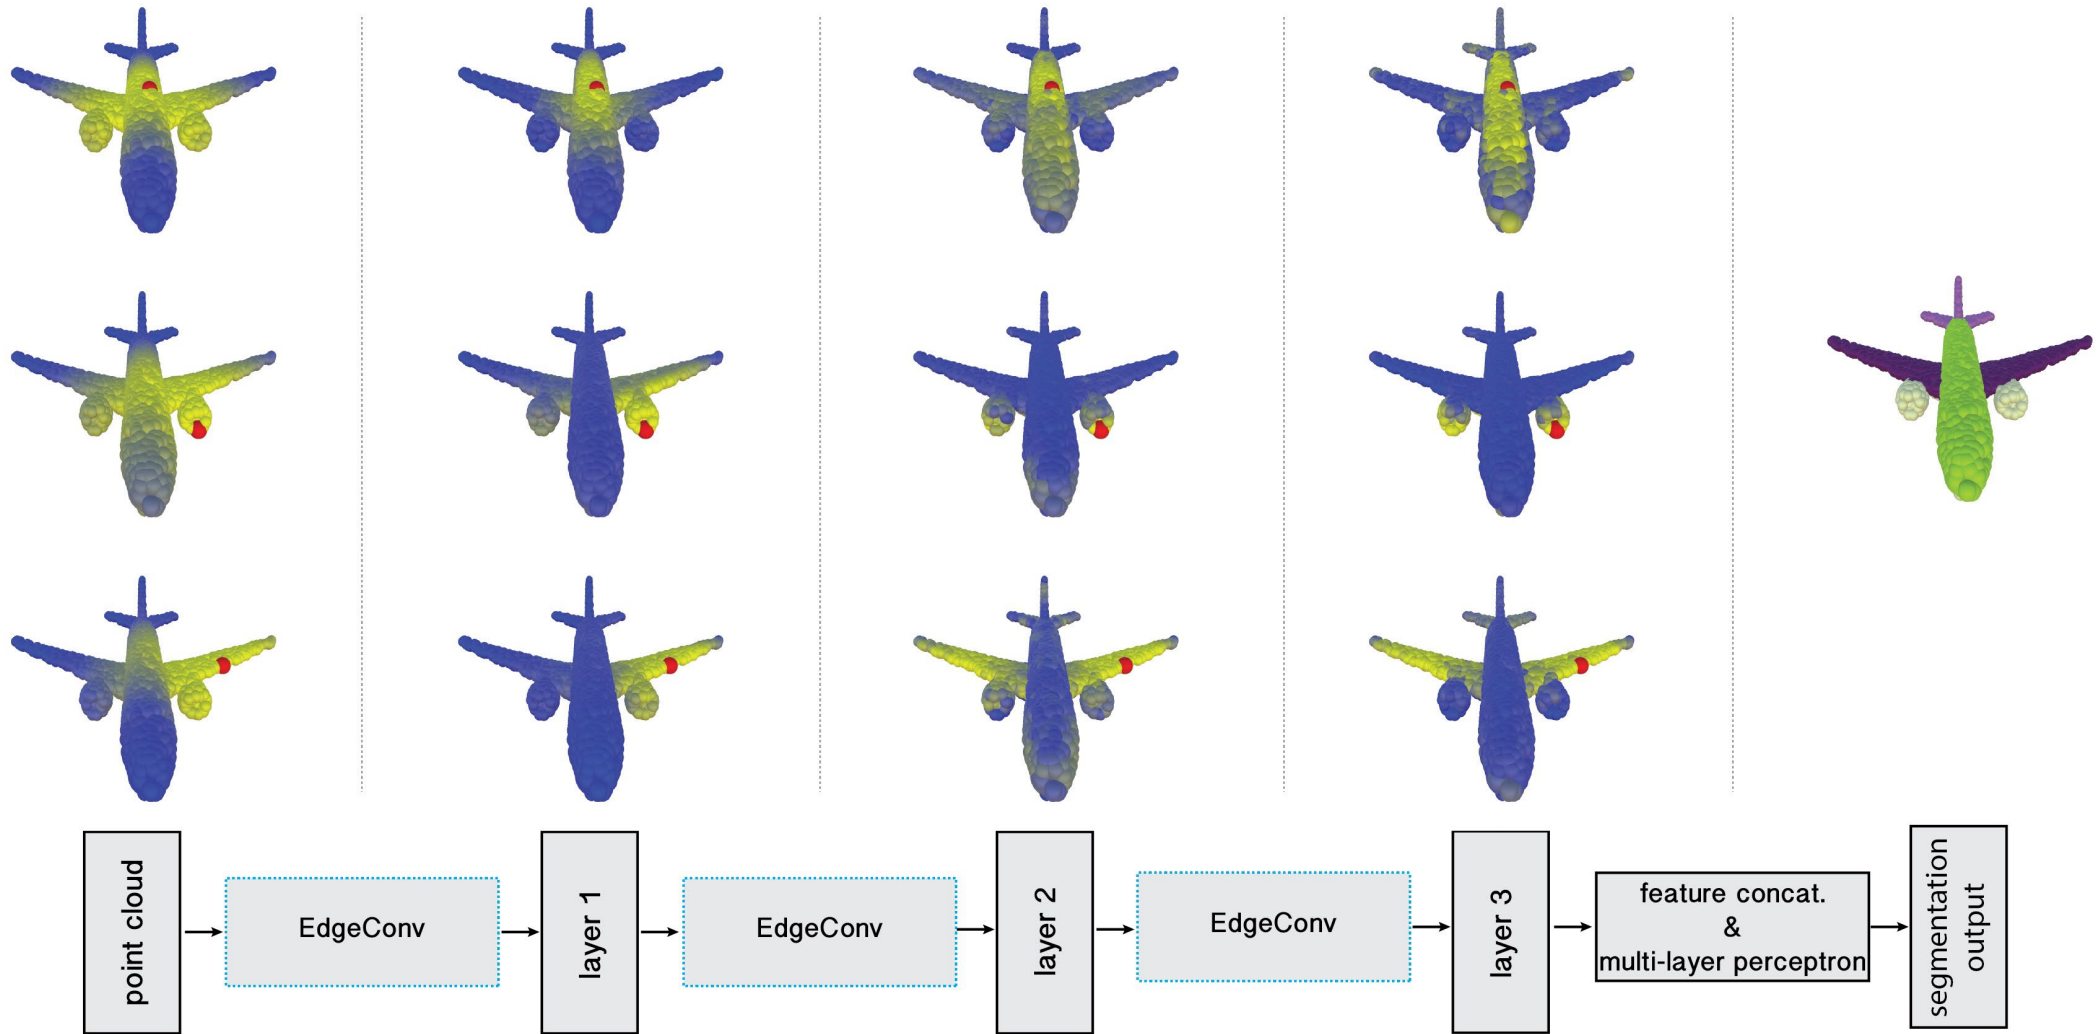 point cloud
EdgeConv
layer 1
EdgeConv
layer 2
EdgeConv
layer 3
feature concat.
&
multi-layer perceptron
segmentation
output